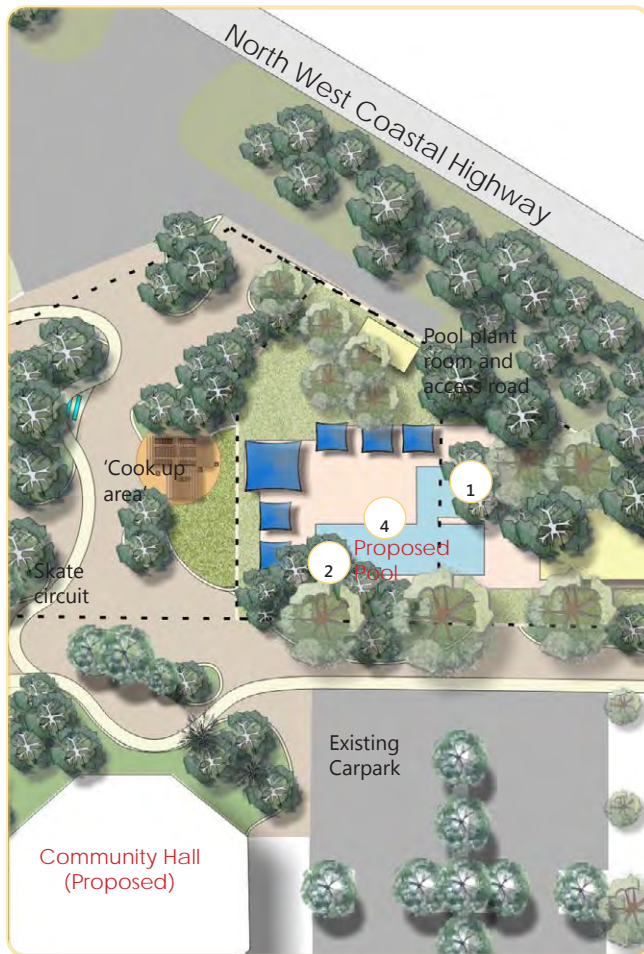 North West Coastal Highway
Pool plant
room and
access road
'Cook up
area
1
4
Proposed
Pool
2
Skate
circuit
Existing
Carpark
Community Hall
(Proposed)